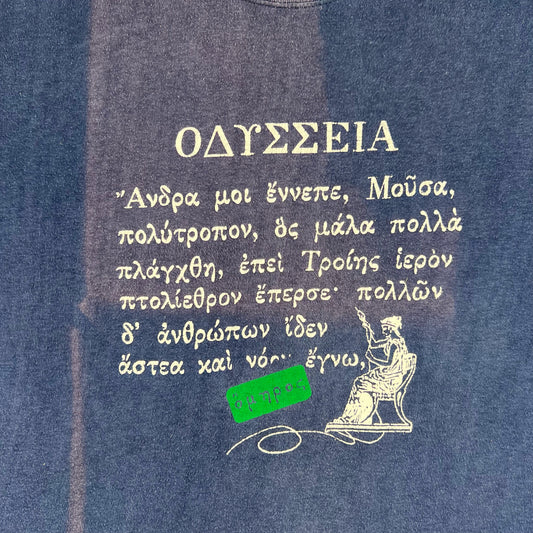 ΟΔΥΣΣΕΙΑ
Ἄνδρα μοι ἔννεπε, Μοῦσα,
πολύτροπον, ὃς μάλα πολλὰ
πλάγχθη, ἐπεὶ Τροίης ἱερὸν
πτολίεθρον ἔπερσε· πολλῶν
δ' ἀνθρώπων ἴδεν
ἄστεα καὶ ἔγνω,